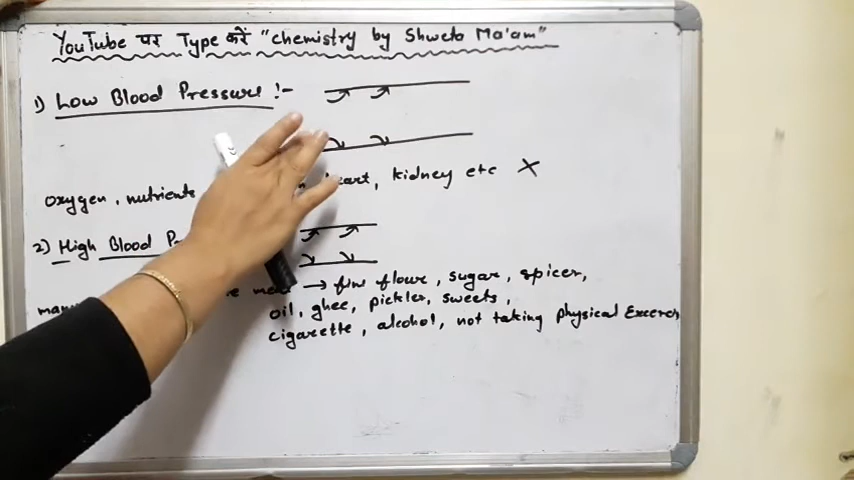 YouTube पर Type करें "chemistry by Shweta Ma'am"
1) Low Blood Pressure :-
oxygen, nutrients heart, kidney etc X
2) High Blood
→ fine flour, sugar, spices,
oil, ghee, pickles, sweets,
cigarette, alcohol, not taking physical